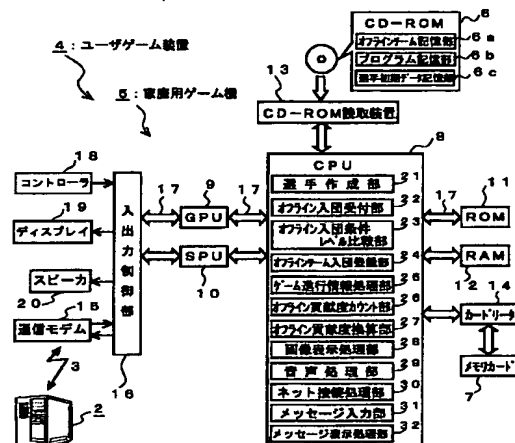 4：ユーザゲーム装置
5：家庭用ゲーム機
CD-ROM
6
オフラインチーム記憶部
6a
プログラム記憶部
6b
選手初期データ記憶部
6c
13
CD-ROM読取装置
8
CPU
選手作成部
21
オフライン入団受付部
22
オフライン入団条件
レベル比較部
23
オフラインチーム入団登録部
24
ゲーム進行情報処理部
25
オフライン貢献度カウント部
26
オフライン貢献度換算部
27
画像表示処理部
28
音声処理部
29
ネット接続処理部
30
メッセージ入力部
31
メッセージ表示処理部
32
18
コントローラ
19
ディスプレイ
スピーカ
20
15
通信モデム
3
2
入出力制御部
16
17
9
GPU
17
SPU
10
17
11
ROM
RAM
12
14
カードリーダ
メモリカード
7